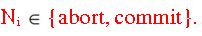 Nᵢ ∈ {abort, commit}.